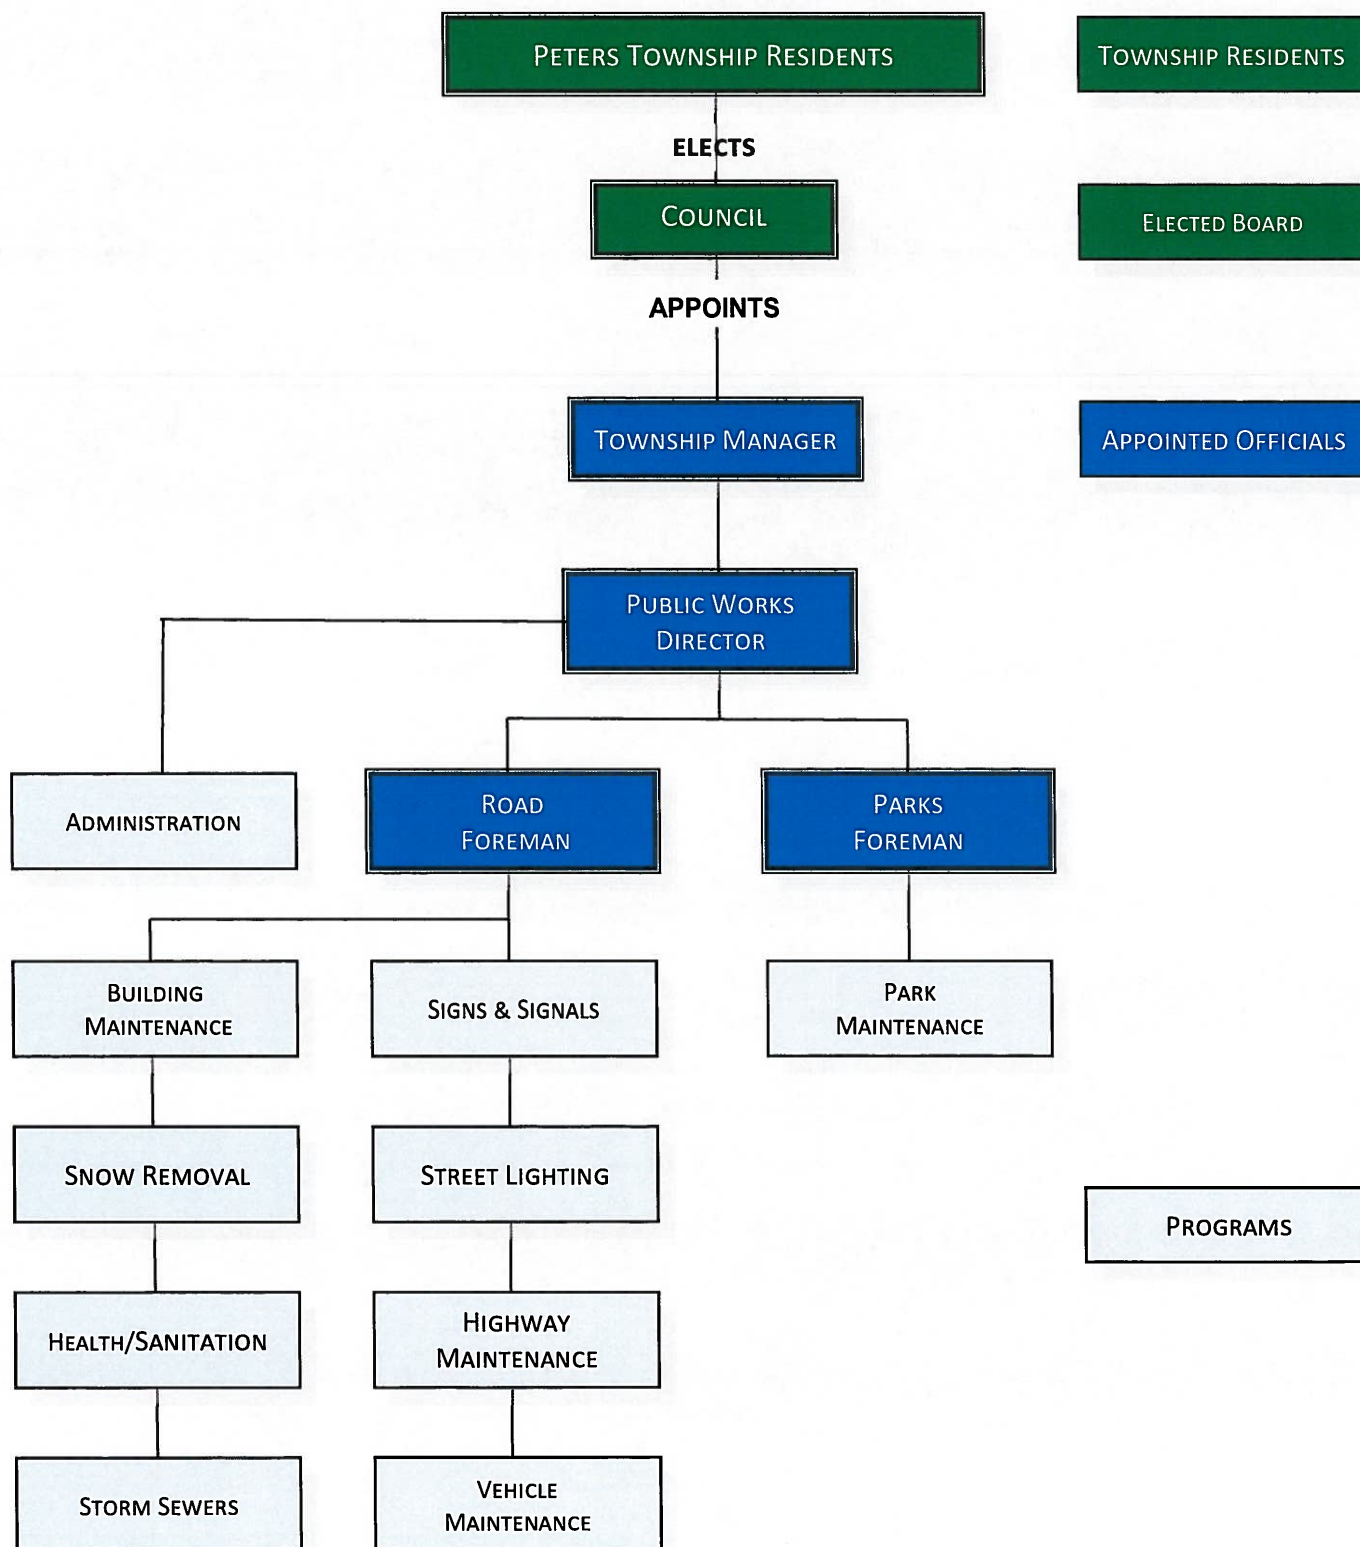 PETERS TOWNSHIP RESIDENTS
TOWNSHIP RESIDENTS
ELECTS
COUNCIL
ELECTED BOARD
APPOINTS
TOWNSHIP MANAGER
APPOINTED OFFICIALS
PUBLIC WORKS
DIRECTOR
ADMINISTRATION
ROAD
FOREMAN
PARKS
FOREMAN
BUILDING
MAINTENANCE
SIGNS & SIGNALS
PARK
MAINTENANCE
SNOW REMOVAL
STREET LIGHTING
PROGRAMS
HEALTH/SANITATION
HIGHWAY
MAINTENANCE
STORM SEWERS
VEHICLE
MAINTENANCE